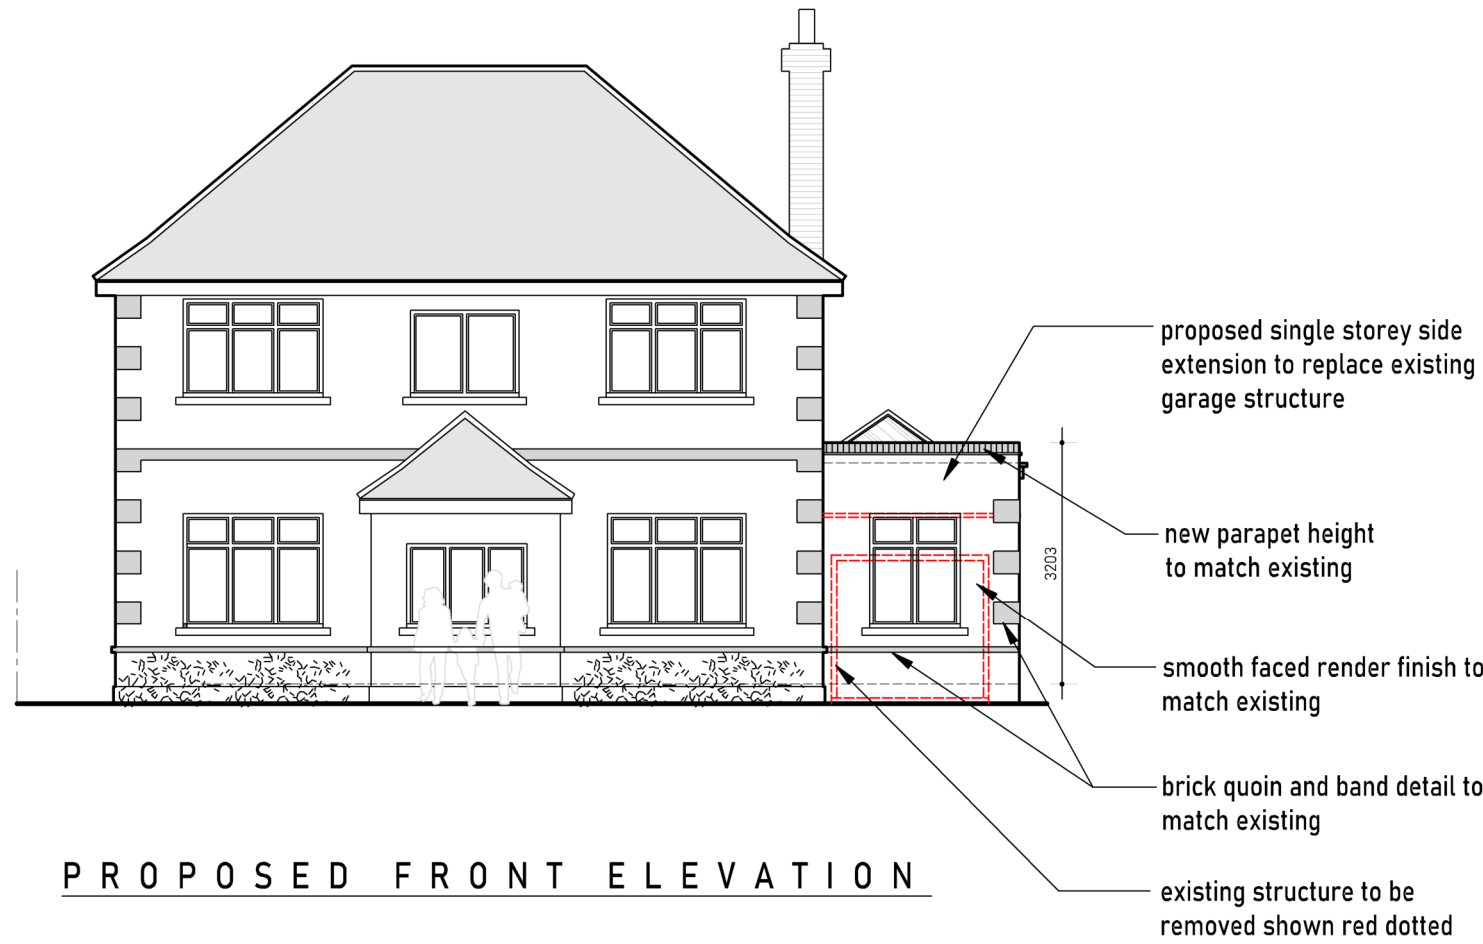 proposed single storey side
extension to replace existing
garage structure
new parapet height
to match existing
3203
smooth faced render finish to
match existing
brick quoin and band detail to
match existing
existing structure to be
removed shown red dotted
PROPOSED FRONT ELEVATION